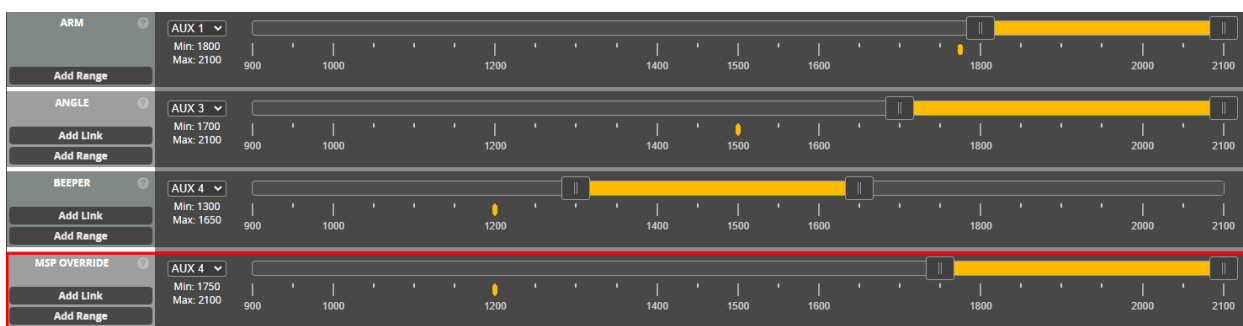 ARM
AUX 1
Min: 1800
Max: 2100
Add Range
900 1000 1200 1400 1500 1600 1800 2000 2100
ANGLE
AUX 3
Min: 1700
Max: 2100
Add Link
Add Range
900 1000 1200 1400 1500 1600 1800 2000 2100
BEEPER
AUX 4
Min: 1300
Max: 1650
Add Link
Add Range
900 1000 1200 1400 1500 1600 1800 2000 2100
MSP OVERRIDE
AUX 4
Min: 1750
Max: 2100
Add Link
Add Range
900 1000 1200 1400 1500 1600 1800 2000 2100